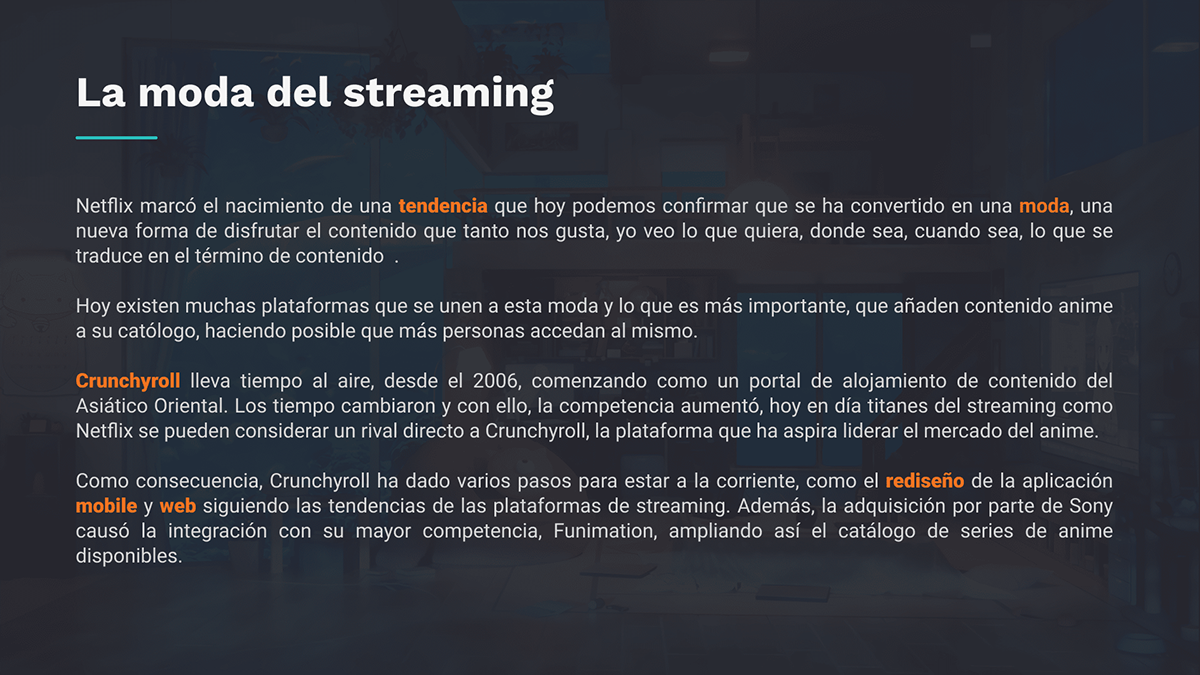 La moda del streaming
Netflix marcó el nacimiento de una tendencia que hoy podemos confirmar que se ha convertido en una moda, una
nueva forma de disfrutar el contenido que tanto nos gusta, yo veo lo que quiera, donde sea, cuando sea, lo que se
traduce en el término de contenido  .
Hoy existen muchas plataformas que se unen a esta moda y lo que es más importante, que añaden contenido anime
a su católogo, haciendo posible que más personas accedan al mismo.
Crunchyroll lleva tiempo al aire, desde el 2006, comenzando como un portal de alojamiento de contenido del
Asiático Oriental. Los tiempo cambiaron y con ello, la competencia aumentó, hoy en día titanes del streaming como
Netflix se pueden considerar un rival directo a Crunchyroll, la plataforma que ha aspira liderar el mercado del anime.
Como consecuencia, Crunchyroll ha dado varios pasos para estar a la corriente, como el rediseño de la aplicación
mobile y web siguiendo las tendencias de las plataformas de streaming. Además, la adquisición por parte de Sony
causó la integración con su mayor competencia, Funimation, ampliando así el catálogo de series de anime
disponibles.